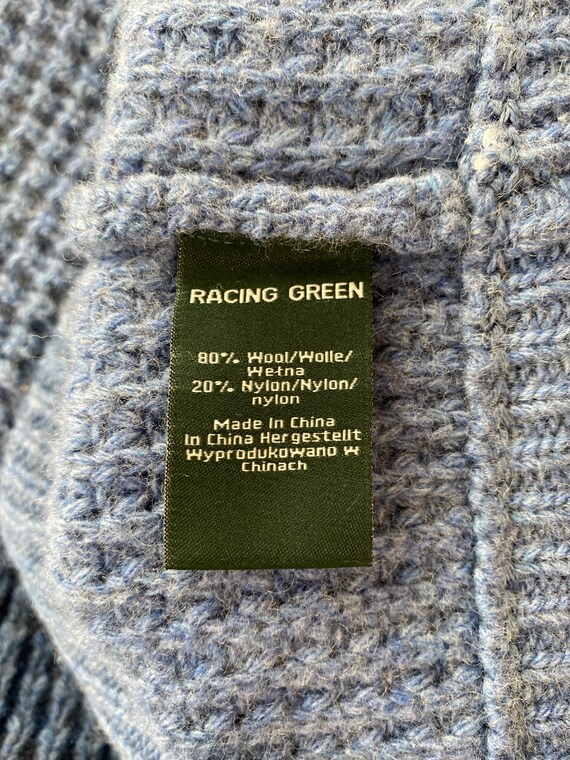 RACING GREEN
80% Wool/Wolle/
Wełna
20% Nylon/Nylon/
nylon
Made In China
In China Hergestellt
Wyprodukowano w
Chinach